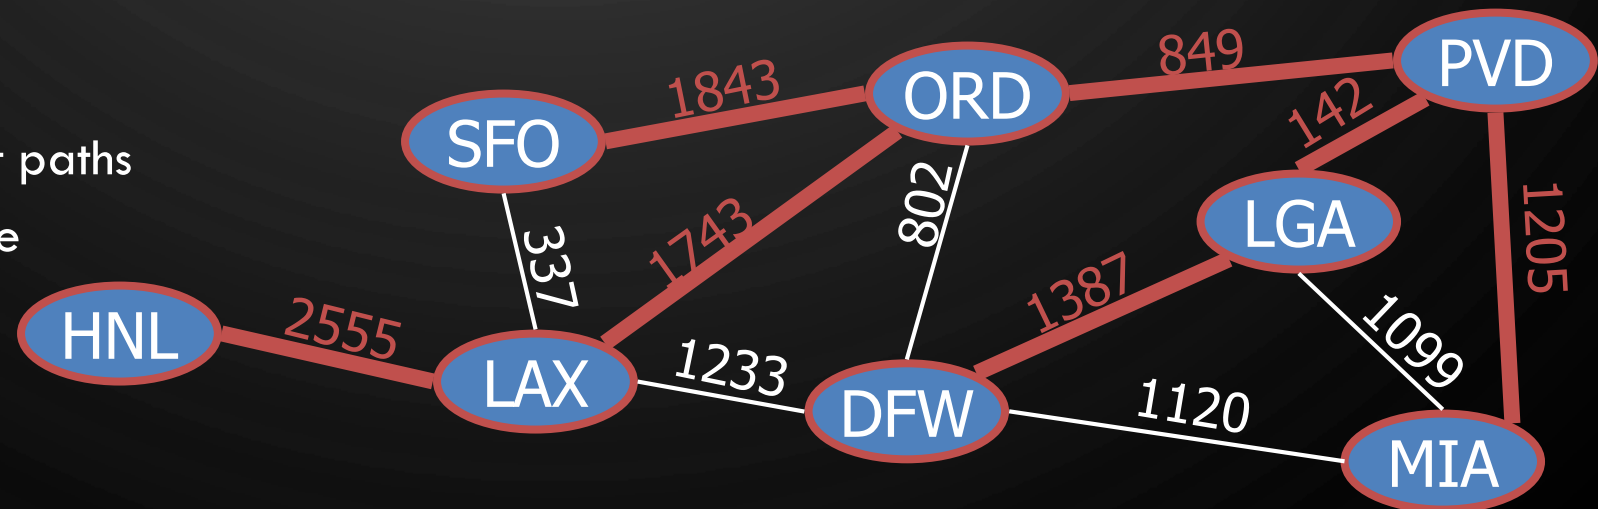 paths
849
PVD
1843
ORD
142
SFO
802
LGA
1205
337
1743
HNL
2555
1387
1099
LAX
1233
DFW
1120
MIA